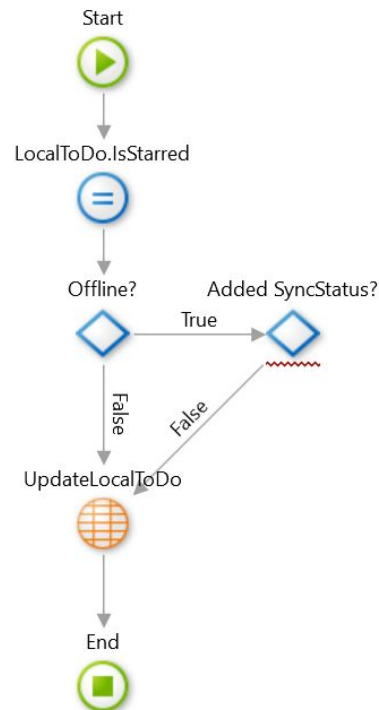 Start
LocalToDo.IsStarred
Offline?
Added SyncStatus?
True
False
False
UpdateLocalToDo
End